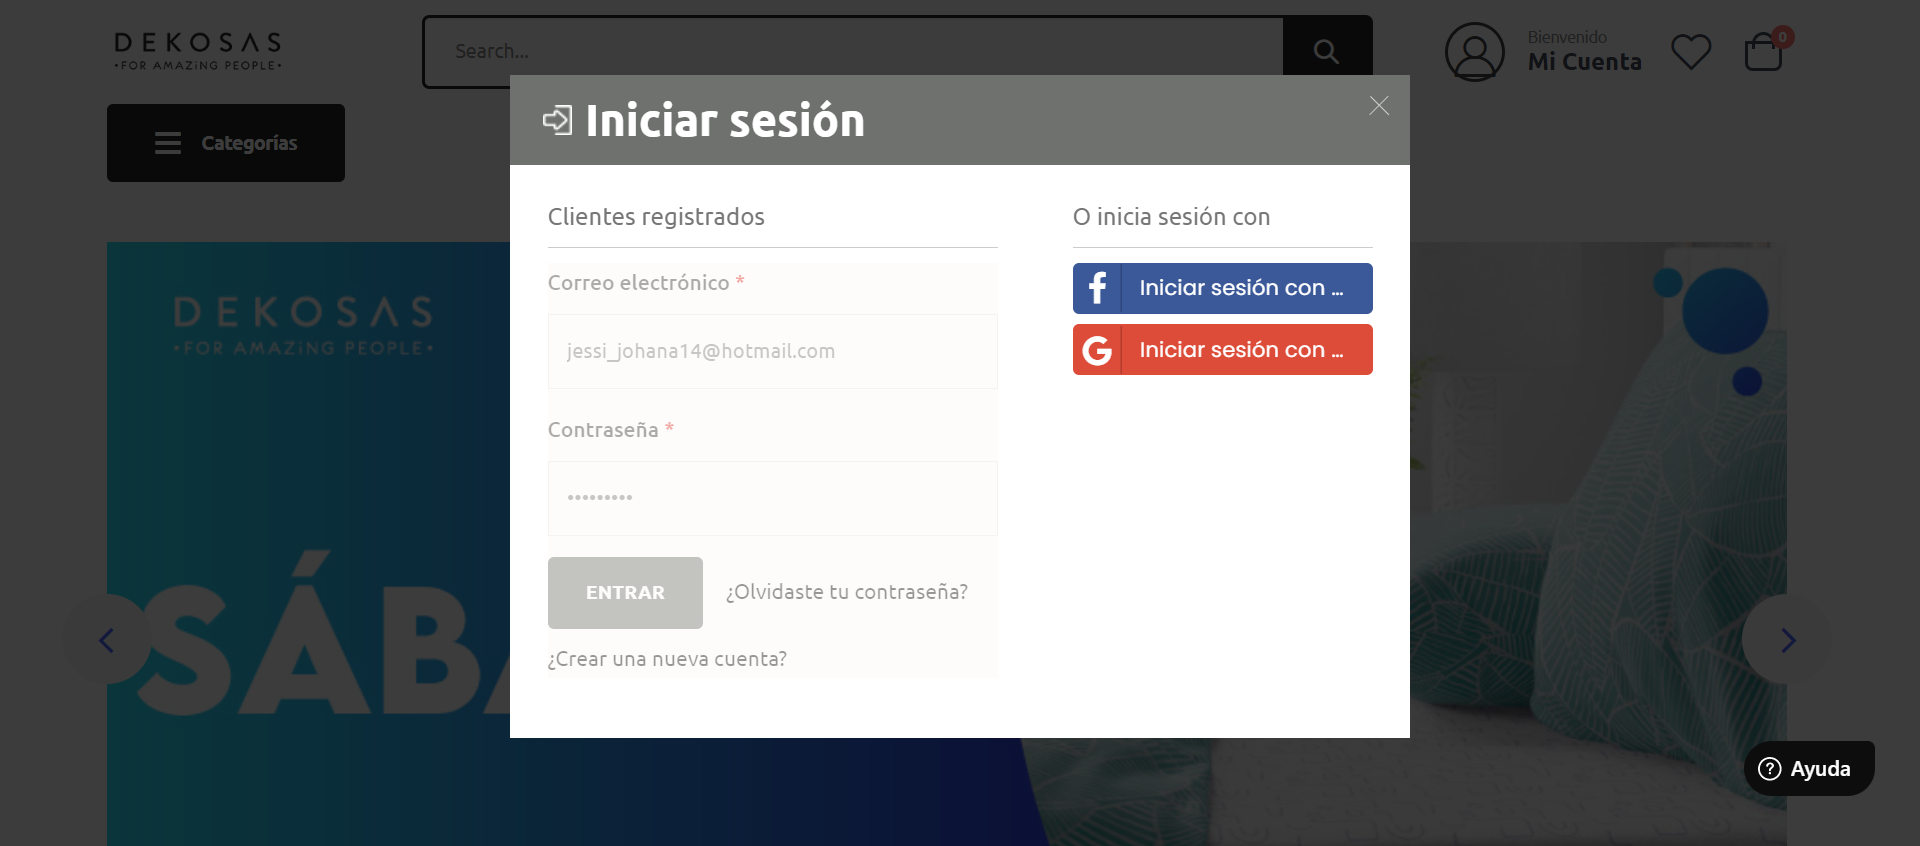 DEKOSAS
•FOR AMAZiNG PEOPLE•
Search...
Bienvenido
Mi Cuenta
0
Categorías
Iniciar sesión
Clientes registrados
Correo electrónico *
jessi_johana14@hotmail.com
Contraseña *
•••••••••
ENTRAR
¿Olvidaste tu contraseña?
¿Crear una nueva cuenta?
O inicia sesión con
Iniciar sesión con ...
Iniciar sesión con ...
DEKOSAS
•FOR AMAZiNG PEOPLE•
SÁBA
Ayuda